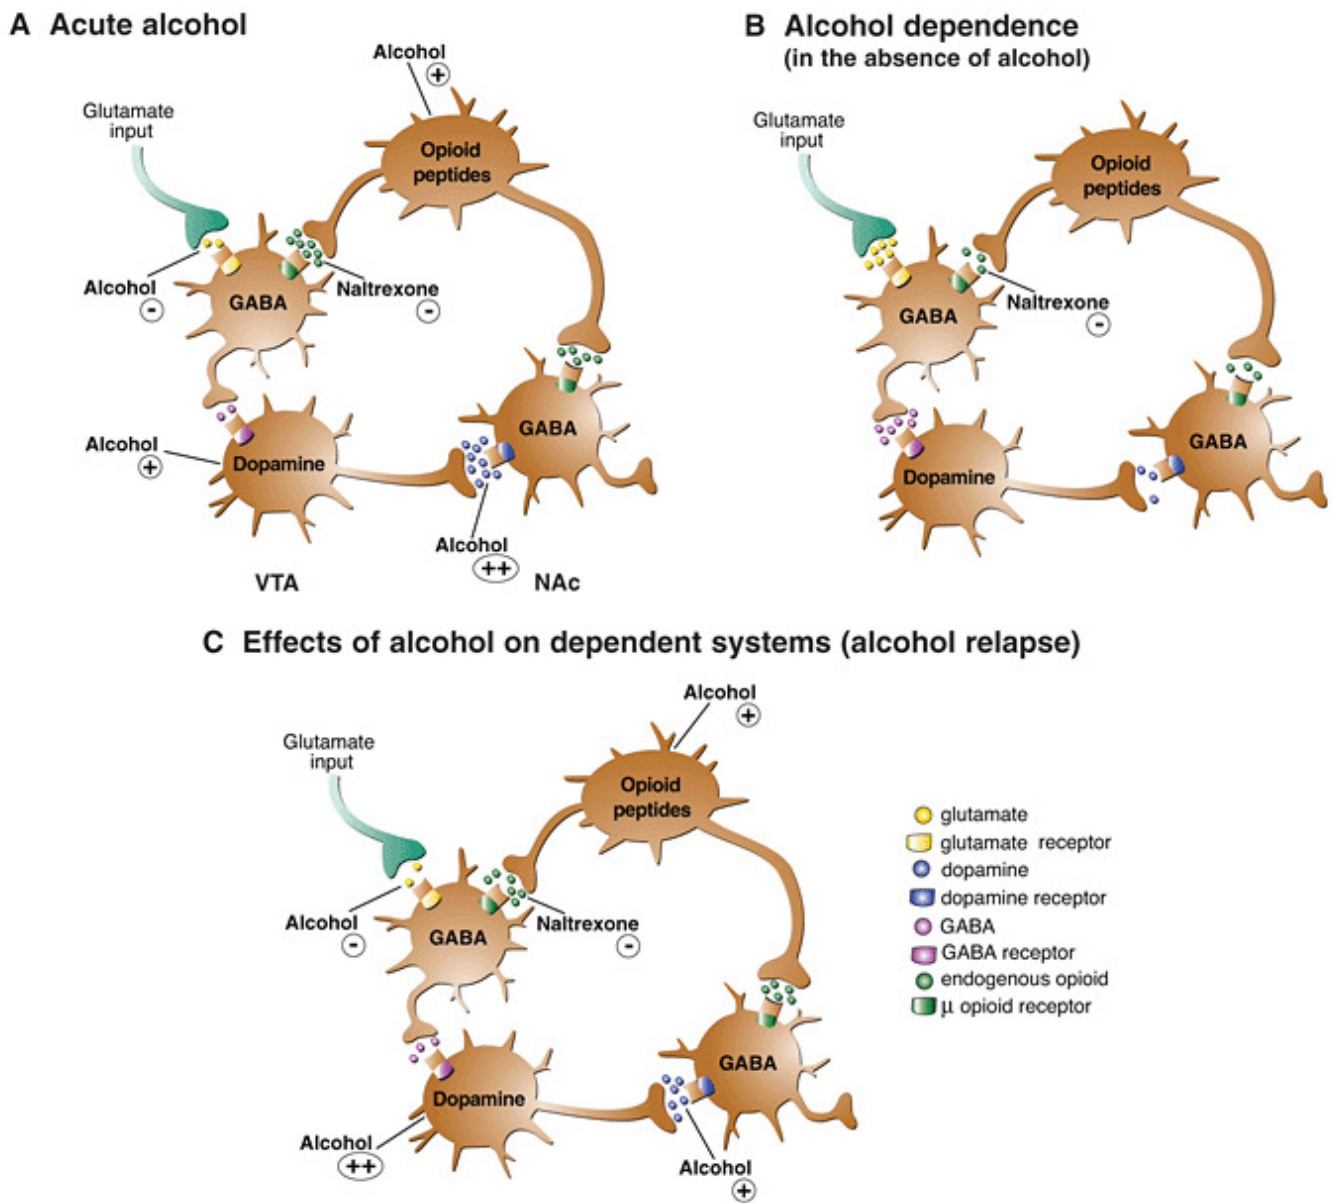 A Acute alcohol
Alcohol
+
Glutamate
input
Opioid
peptides
Alcohol
-
GABA
Naltrexone
-
GABA
Alcohol
+
Dopamine
Alcohol
++
VTA
NAc
B Alcohol dependence
(in the absence of alcohol)
Glutamate
input
Opioid
peptides
GABA
Naltrexone
-
GABA
Dopamine
C Effects of alcohol on dependent systems (alcohol relapse)
Alcohol
+
Glutamate
input
Opioid
peptides
Alcohol
-
GABA
Naltrexone
-
GABA
Dopamine
Alcohol
++
Alcohol
+
glutamate
glutamate receptor
dopamine
dopamine receptor
GABA
GABA receptor
endogenous opioid
μ opioid receptor